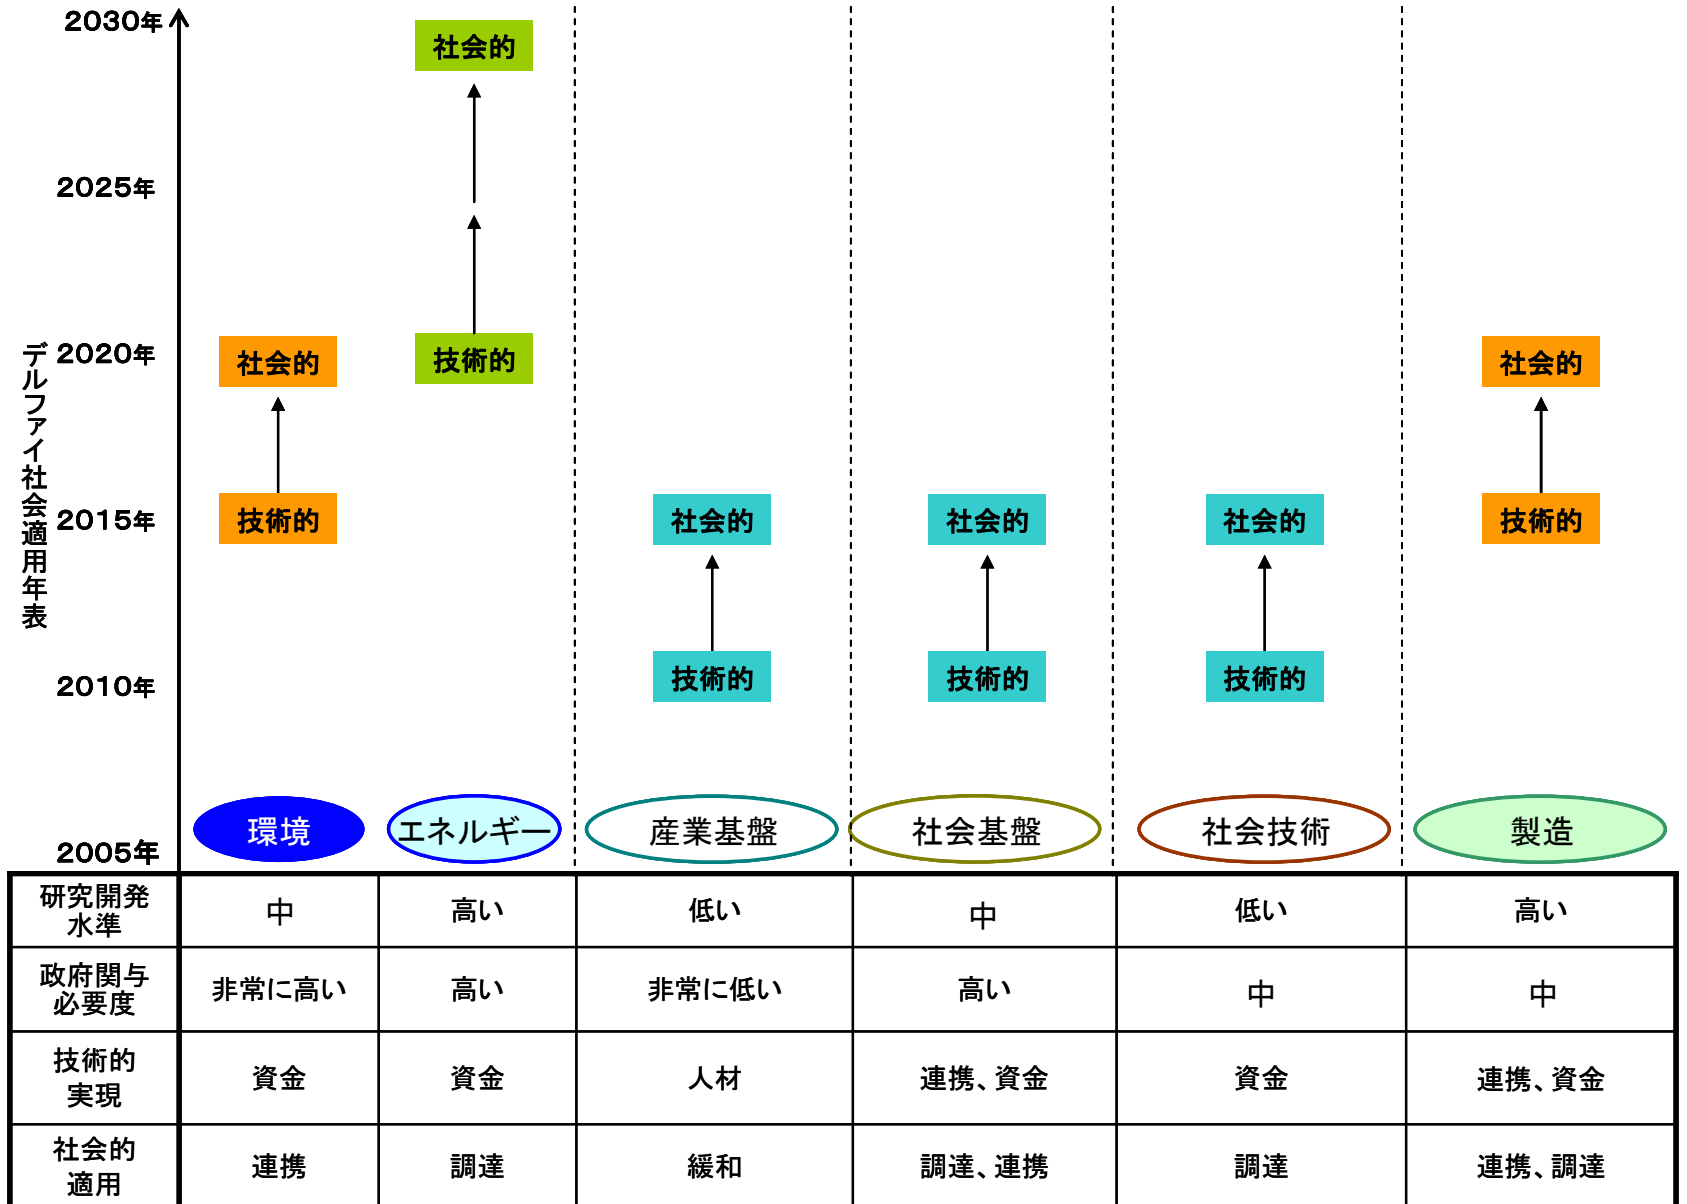 2030年
社会的
2025年
デルファイ社会適用年表
2020年
社会的
技術的
社会的
2015年
技術的
社会的
社会的
社会的
技術的
2010年
技術的
技術的
技術的
2005年
環境
エネルギー
産業基盤
社会基盤
社会技術
製造
研究開発
水準
中
高い
低い
中
低い
高い
政府関与
必要度
非常に高い
高い
非常に低い
高い
中
中
技術的
実現
資金
資金
人材
連携、資金
資金
連携、資金
社会的
適用
連携
調達
緩和
調達、連携
調達
連携、調達